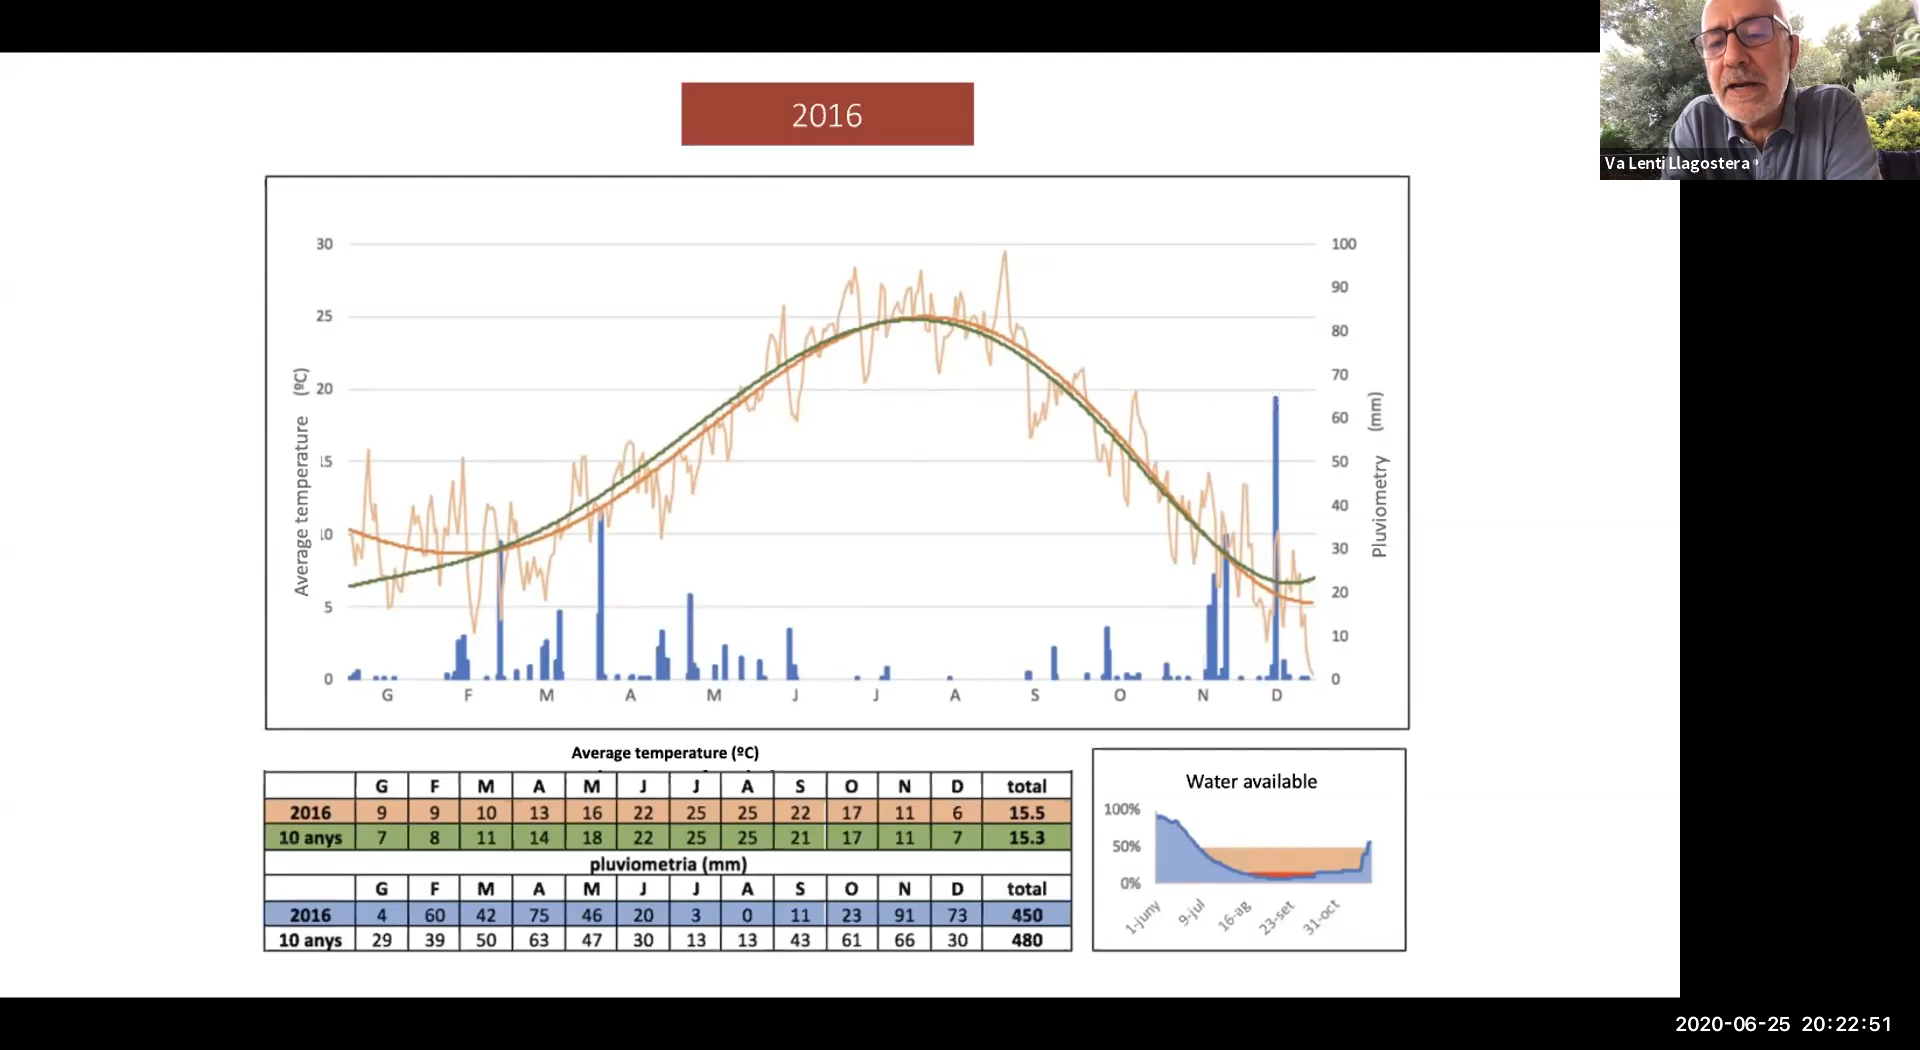 2016
Va Lenti Llagostera
30
25
20
15
10
5
0
Average temperature (ºC)
100
90
80
70
60
50
40
30
20
10
0
Pluviometry (mm)
G F M A M J J A S O N D
Average temperature (ºC)
G F M A M J J A S O N D total
2016 9 9 10 13 16 22 25 25 22 17 11 6 15.5
10 anys 7 8 11 14 18 22 25 25 21 17 11 7 15.3
pluviometria (mm)
G F M A M J J A S O N D total
2016 4 60 42 75 46 20 3 0 11 23 91 73 450
10 anys 29 39 50 63 47 30 13 13 43 61 66 30 480
Water available
100%
50%
0%
1-juny 9-jul 16-ag 23-set 31-oct
2020-06-25 20:22:51